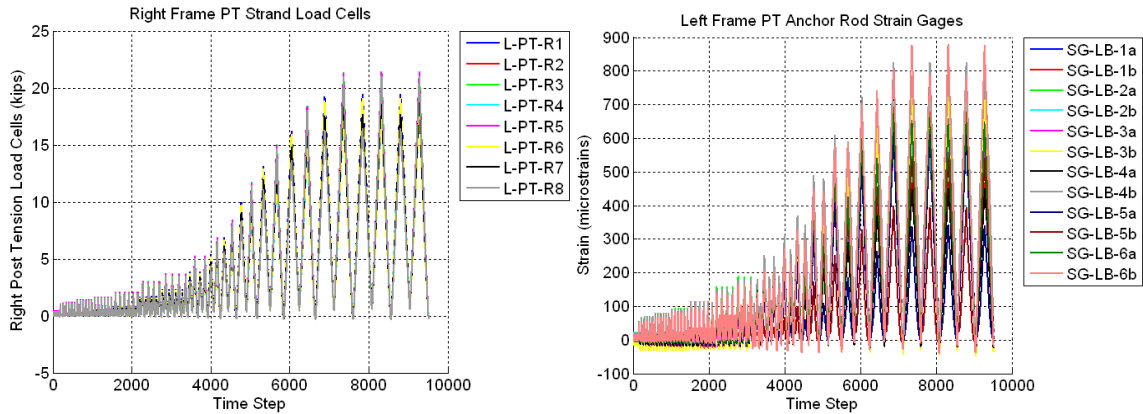 Right Frame PT Strand Load Cells
Right Post Tension Load Cells (kips)
25
20
15
10
5
0
-5
0 2000 4000 6000 8000 10000
Time Step
L-PT-R1
L-PT-R2
L-PT-R3
L-PT-R4
L-PT-R5
L-PT-R6
L-PT-R7
L-PT-R8
Left Frame PT Anchor Rod Strain Gages
Strain (microstrains)
900
800
700
600
500
400
300
200
100
0
-100
0 2000 4000 6000 8000 10000
Time Step
SG-LB-1a
SG-LB-1b
SG-LB-2a
SG-LB-2b
SG-LB-3a
SG-LB-3b
SG-LB-4a
SG-LB-4b
SG-LB-5a
SG-LB-5b
SG-LB-6a
SG-LB-6b